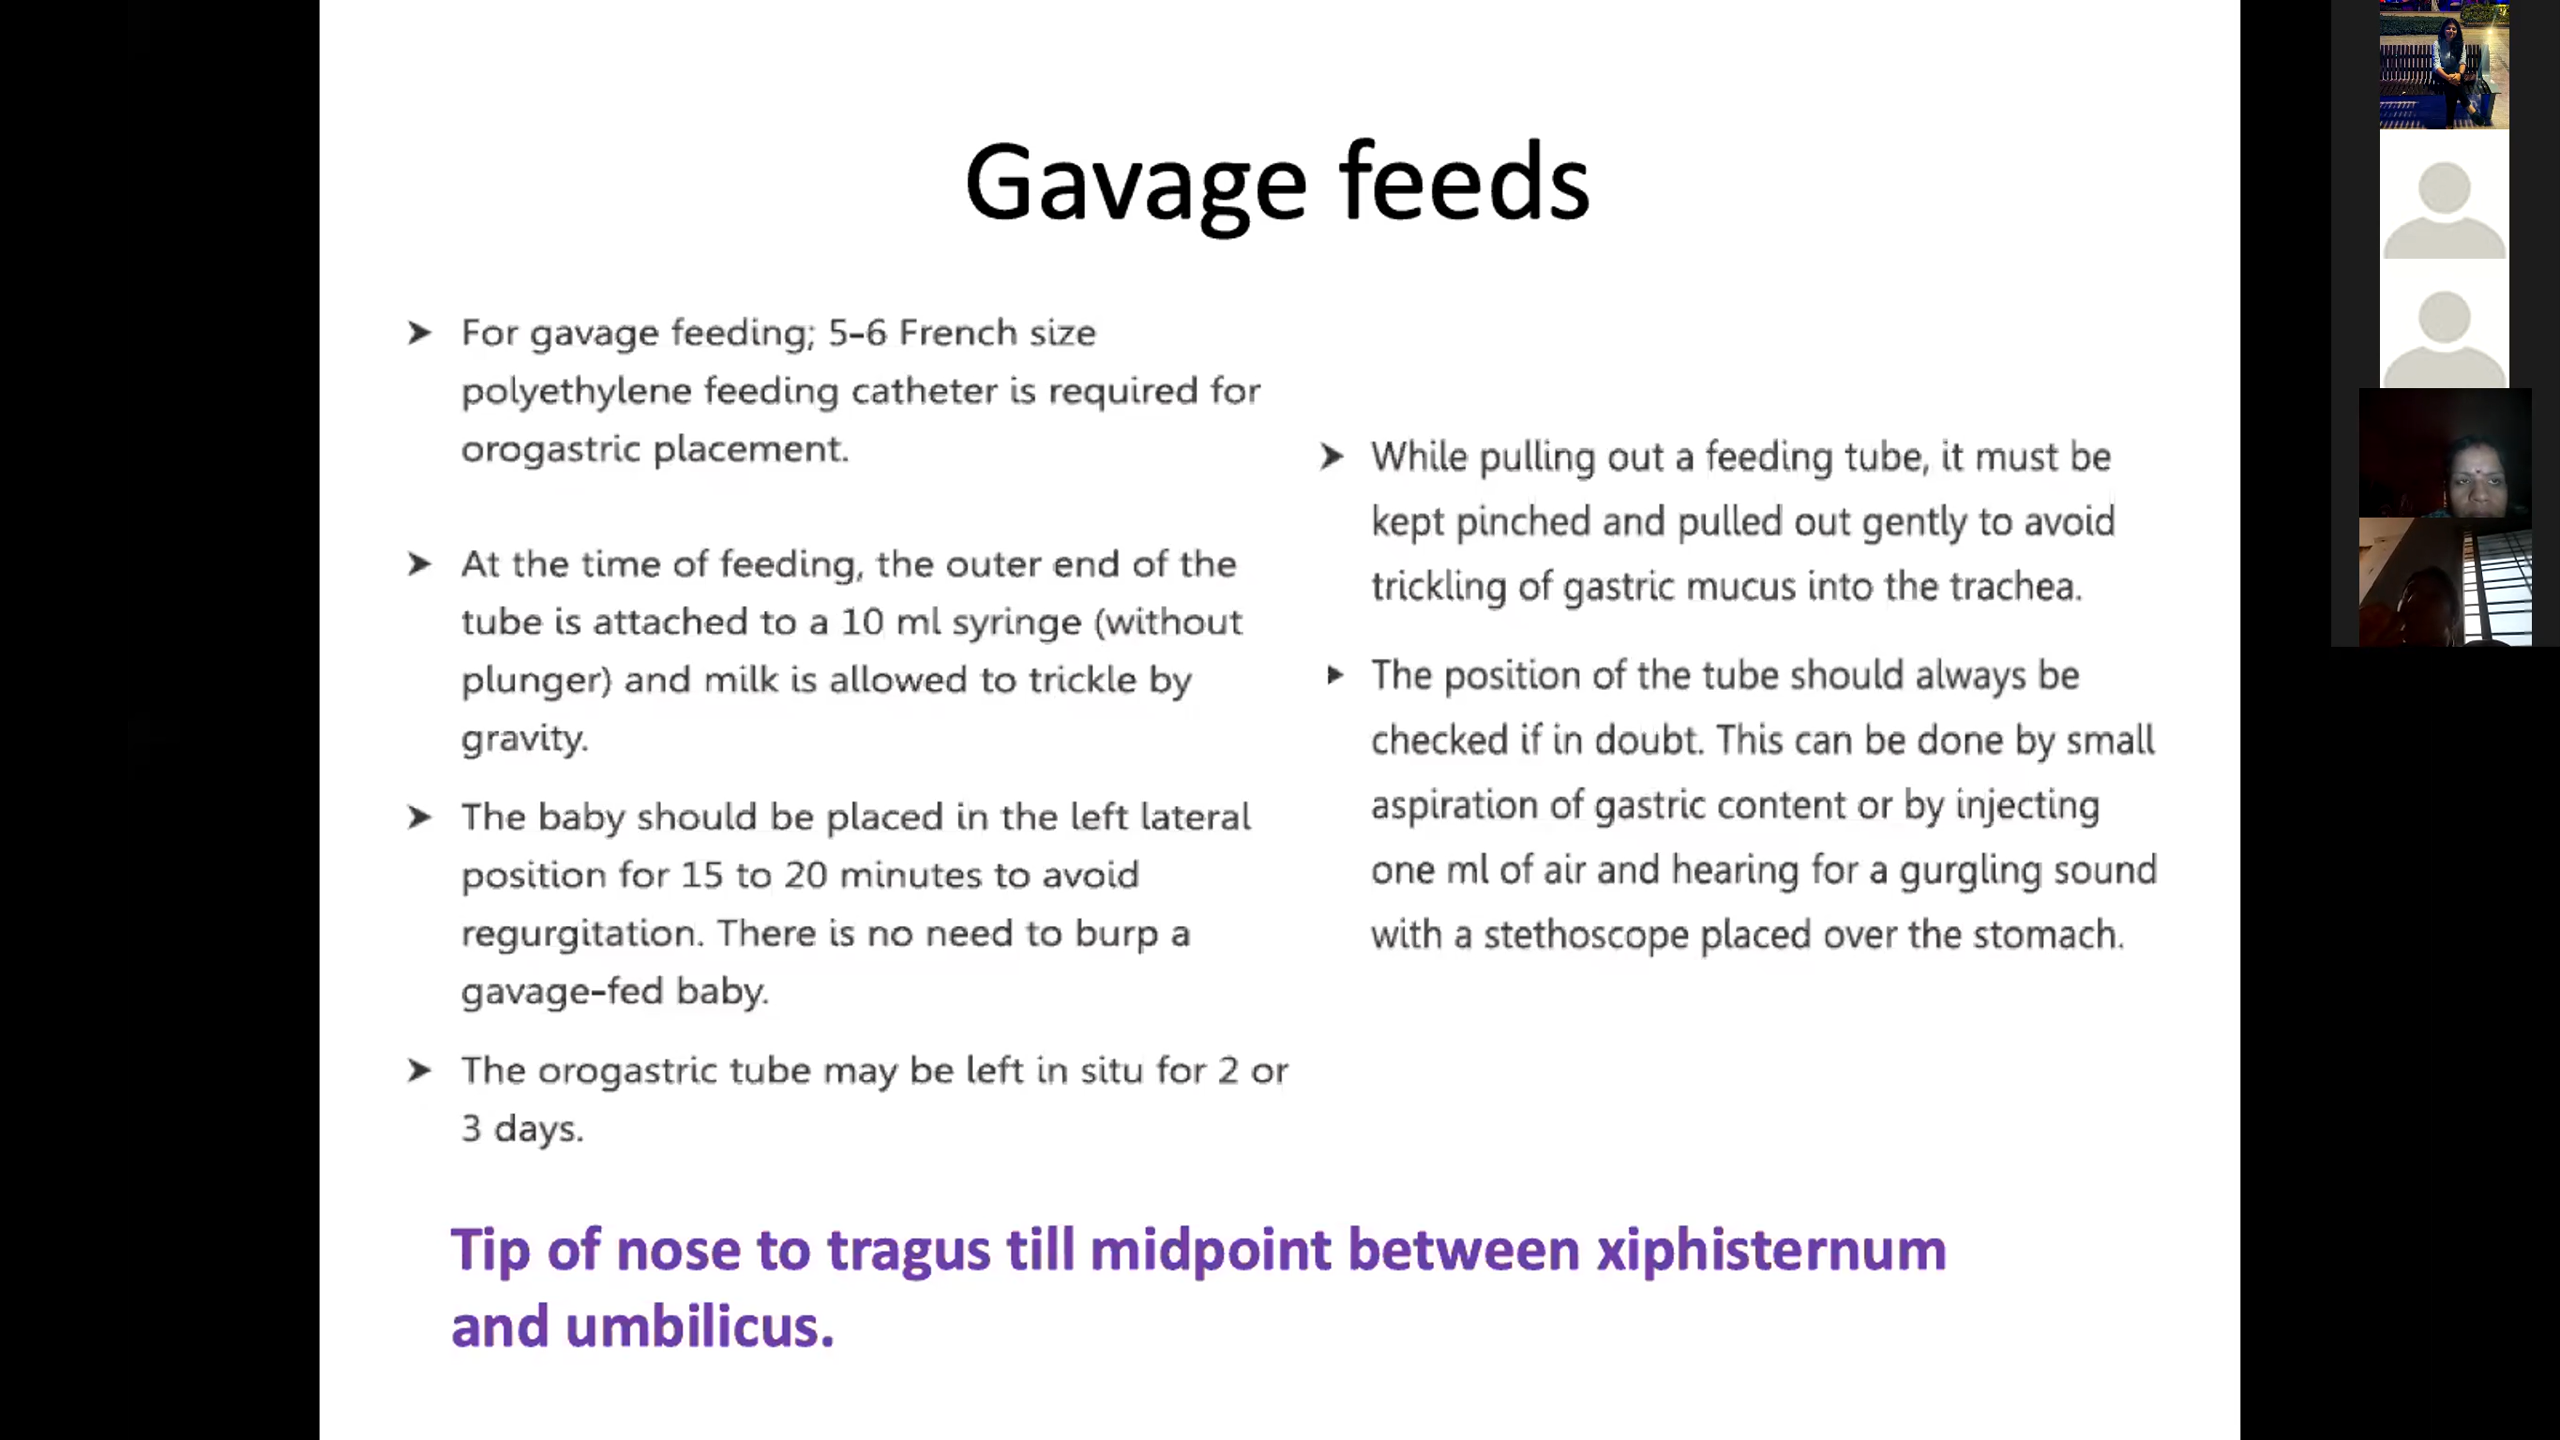 Gavage feeds
➤ For gavage feeding; 5-6 French size
polyethylene feeding catheter is required for
orogastric placement.
➤ At the time of feeding, the outer end of the
tube is attached to a 10 ml syringe (without
plunger) and milk is allowed to trickle by
gravity.
➤ The baby should be placed in the left lateral
position for 15 to 20 minutes to avoid
regurgitation. There is no need to burp a
gavage-fed baby.
➤ The orogastric tube may be left in situ for 2 or
3 days.
➤ While pulling out a feeding tube, it must be
kept pinched and pulled out gently to avoid
trickling of gastric mucus into the trachea.
▶ The position of the tube should always be
checked if in doubt. This can be done by small
aspiration of gastric content or by injecting
one ml of air and hearing for a gurgling sound
with a stethoscope placed over the stomach.
Tip of nose to tragus till midpoint between xiphisternum
and umbilicus.